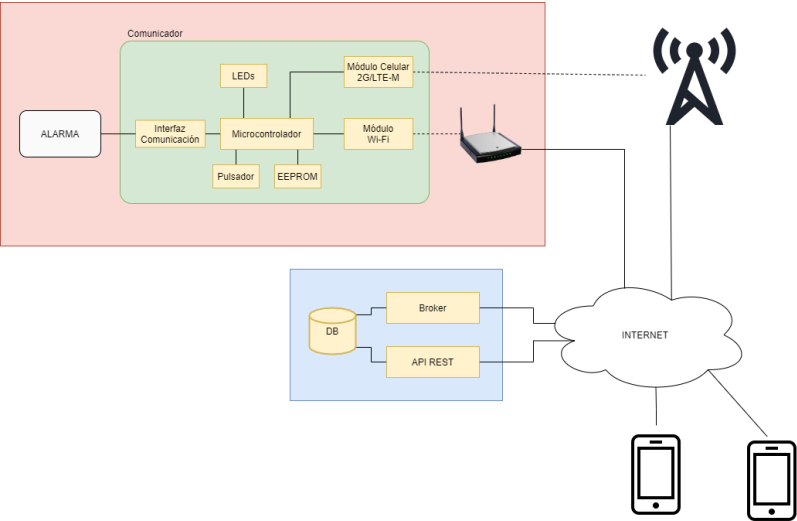 Comunicador
LEDs
Módulo Celular
2G/LTE-M
ALARMA
Interfaz
Comunicación
Microcontrolador
Módulo
Wi-Fi
Pulsador
EEPROM
Broker
DB
API REST
INTERNET